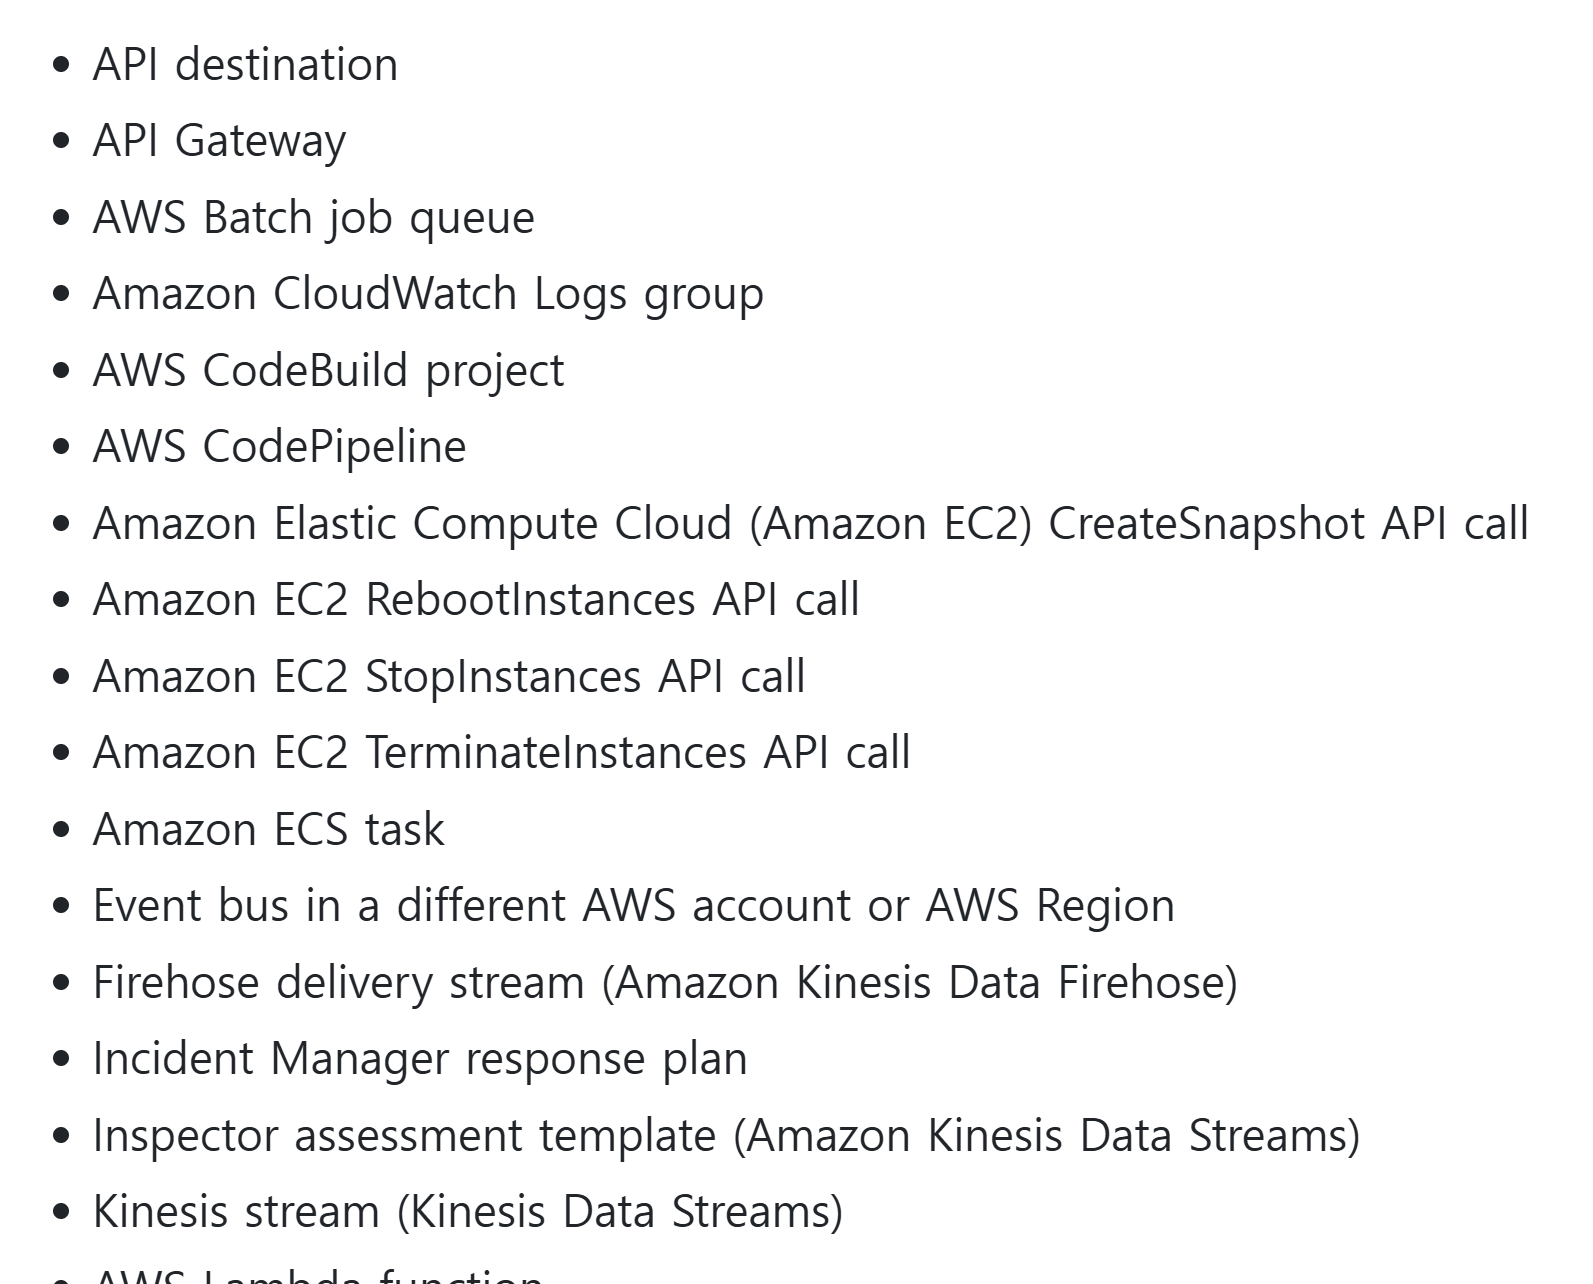 • API destination
• API Gateway
• AWS Batch job queue
• Amazon CloudWatch Logs group
• AWS CodeBuild project
• AWS CodePipeline
• Amazon Elastic Compute Cloud (Amazon EC2) CreateSnapshot API call
• Amazon EC2 RebootInstances API call
• Amazon EC2 StopInstances API call
• Amazon EC2 TerminateInstances API call
• Amazon ECS task
• Event bus in a different AWS account or AWS Region
• Firehose delivery stream (Amazon Kinesis Data Firehose)
• Incident Manager response plan
• Inspector assessment template (Amazon Kinesis Data Streams)
• Kinesis stream (Kinesis Data Streams)
• AWS Lambda function